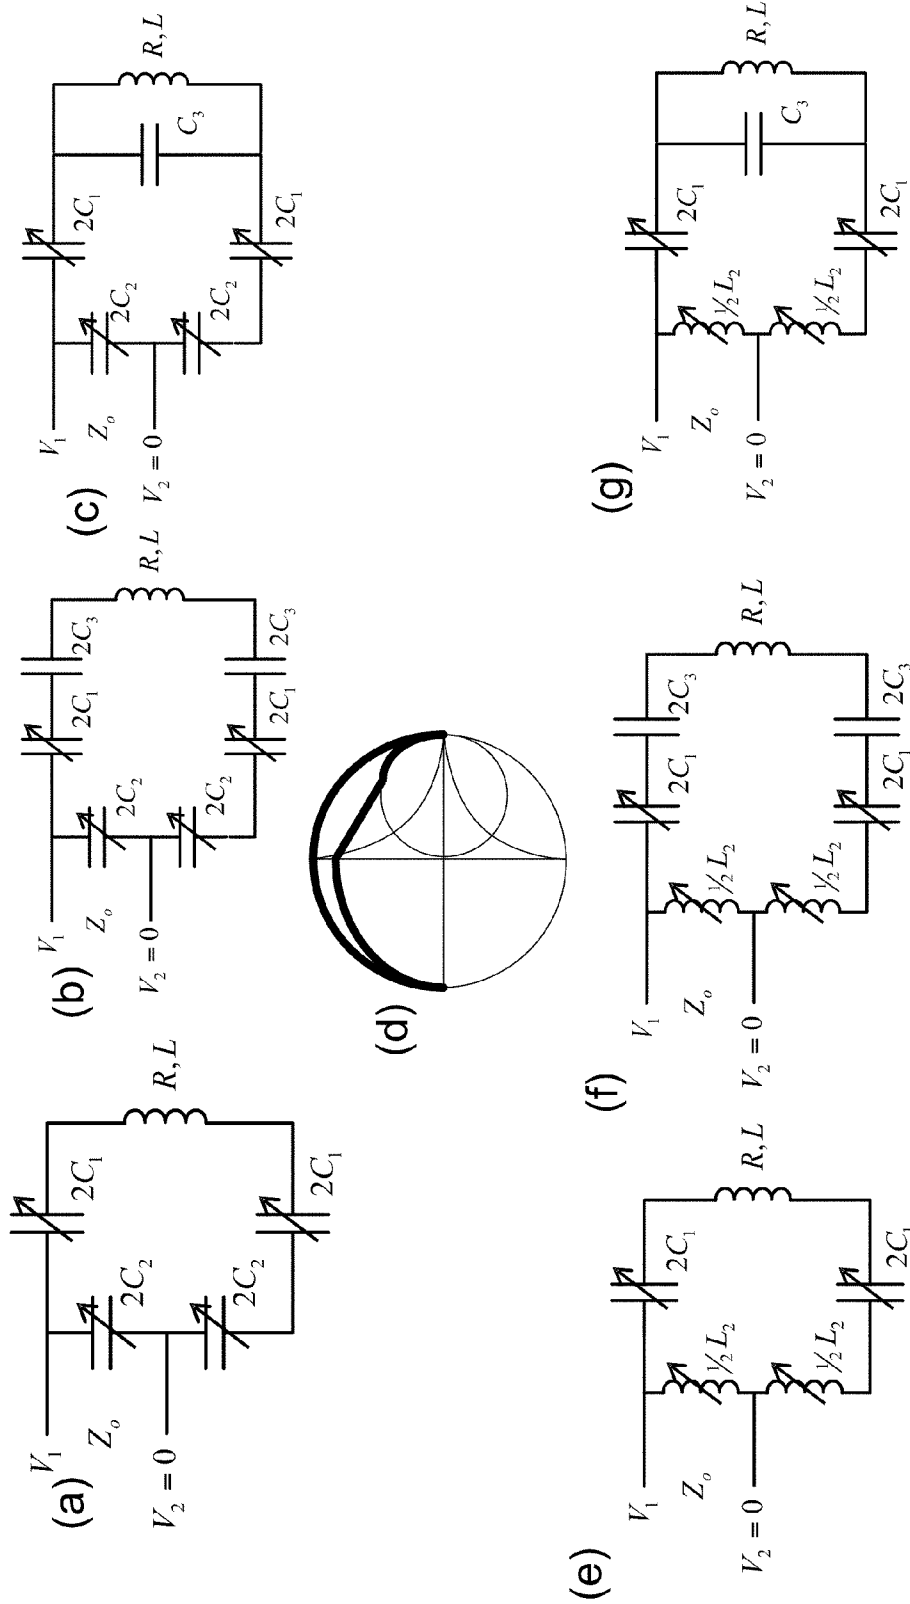 (a)
V₁
Zₒ
V₂ = 0
2C₂
2C₂
2C₁
2C₁
R,L
(b)
V₁
Zₒ
V₂ = 0
2C₂
2C₂
2C₁
2C₁
2C₃
2C₃
R,L
(c)
V₁
Zₒ
V₂ = 0
2C₂
2C₂
2C₁
2C₁
C₃
R,L
(d)
(e)
V₁
Zₒ
V₂ = 0
½L₂
½L₂
2C₁
2C₁
R,L
(f)
V₁
Zₒ
V₂ = 0
½L₂
½L₂
2C₁
2C₁
2C₃
2C₃
R,L
(g)
V₁
Zₒ
V₂ = 0
½L₂
½L₂
2C₁
2C₁
C₃
R,L